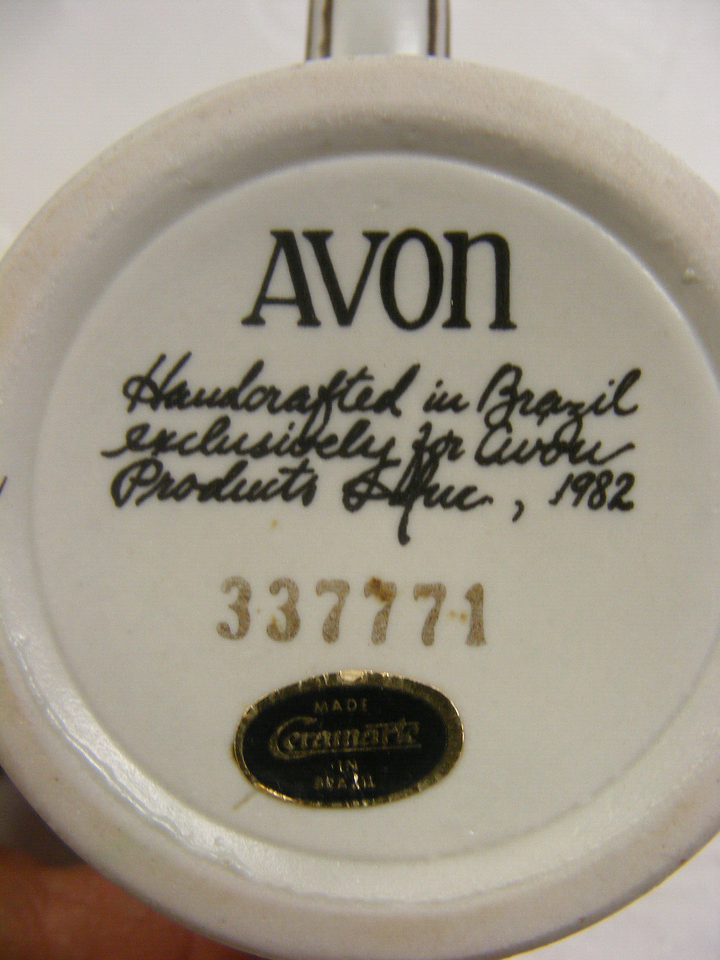 AVON
Handcrafted in Brazil
exclusively for Avon
Products Inc., 1982
337771
MADE
Ceramarte
IN
BRAZIL